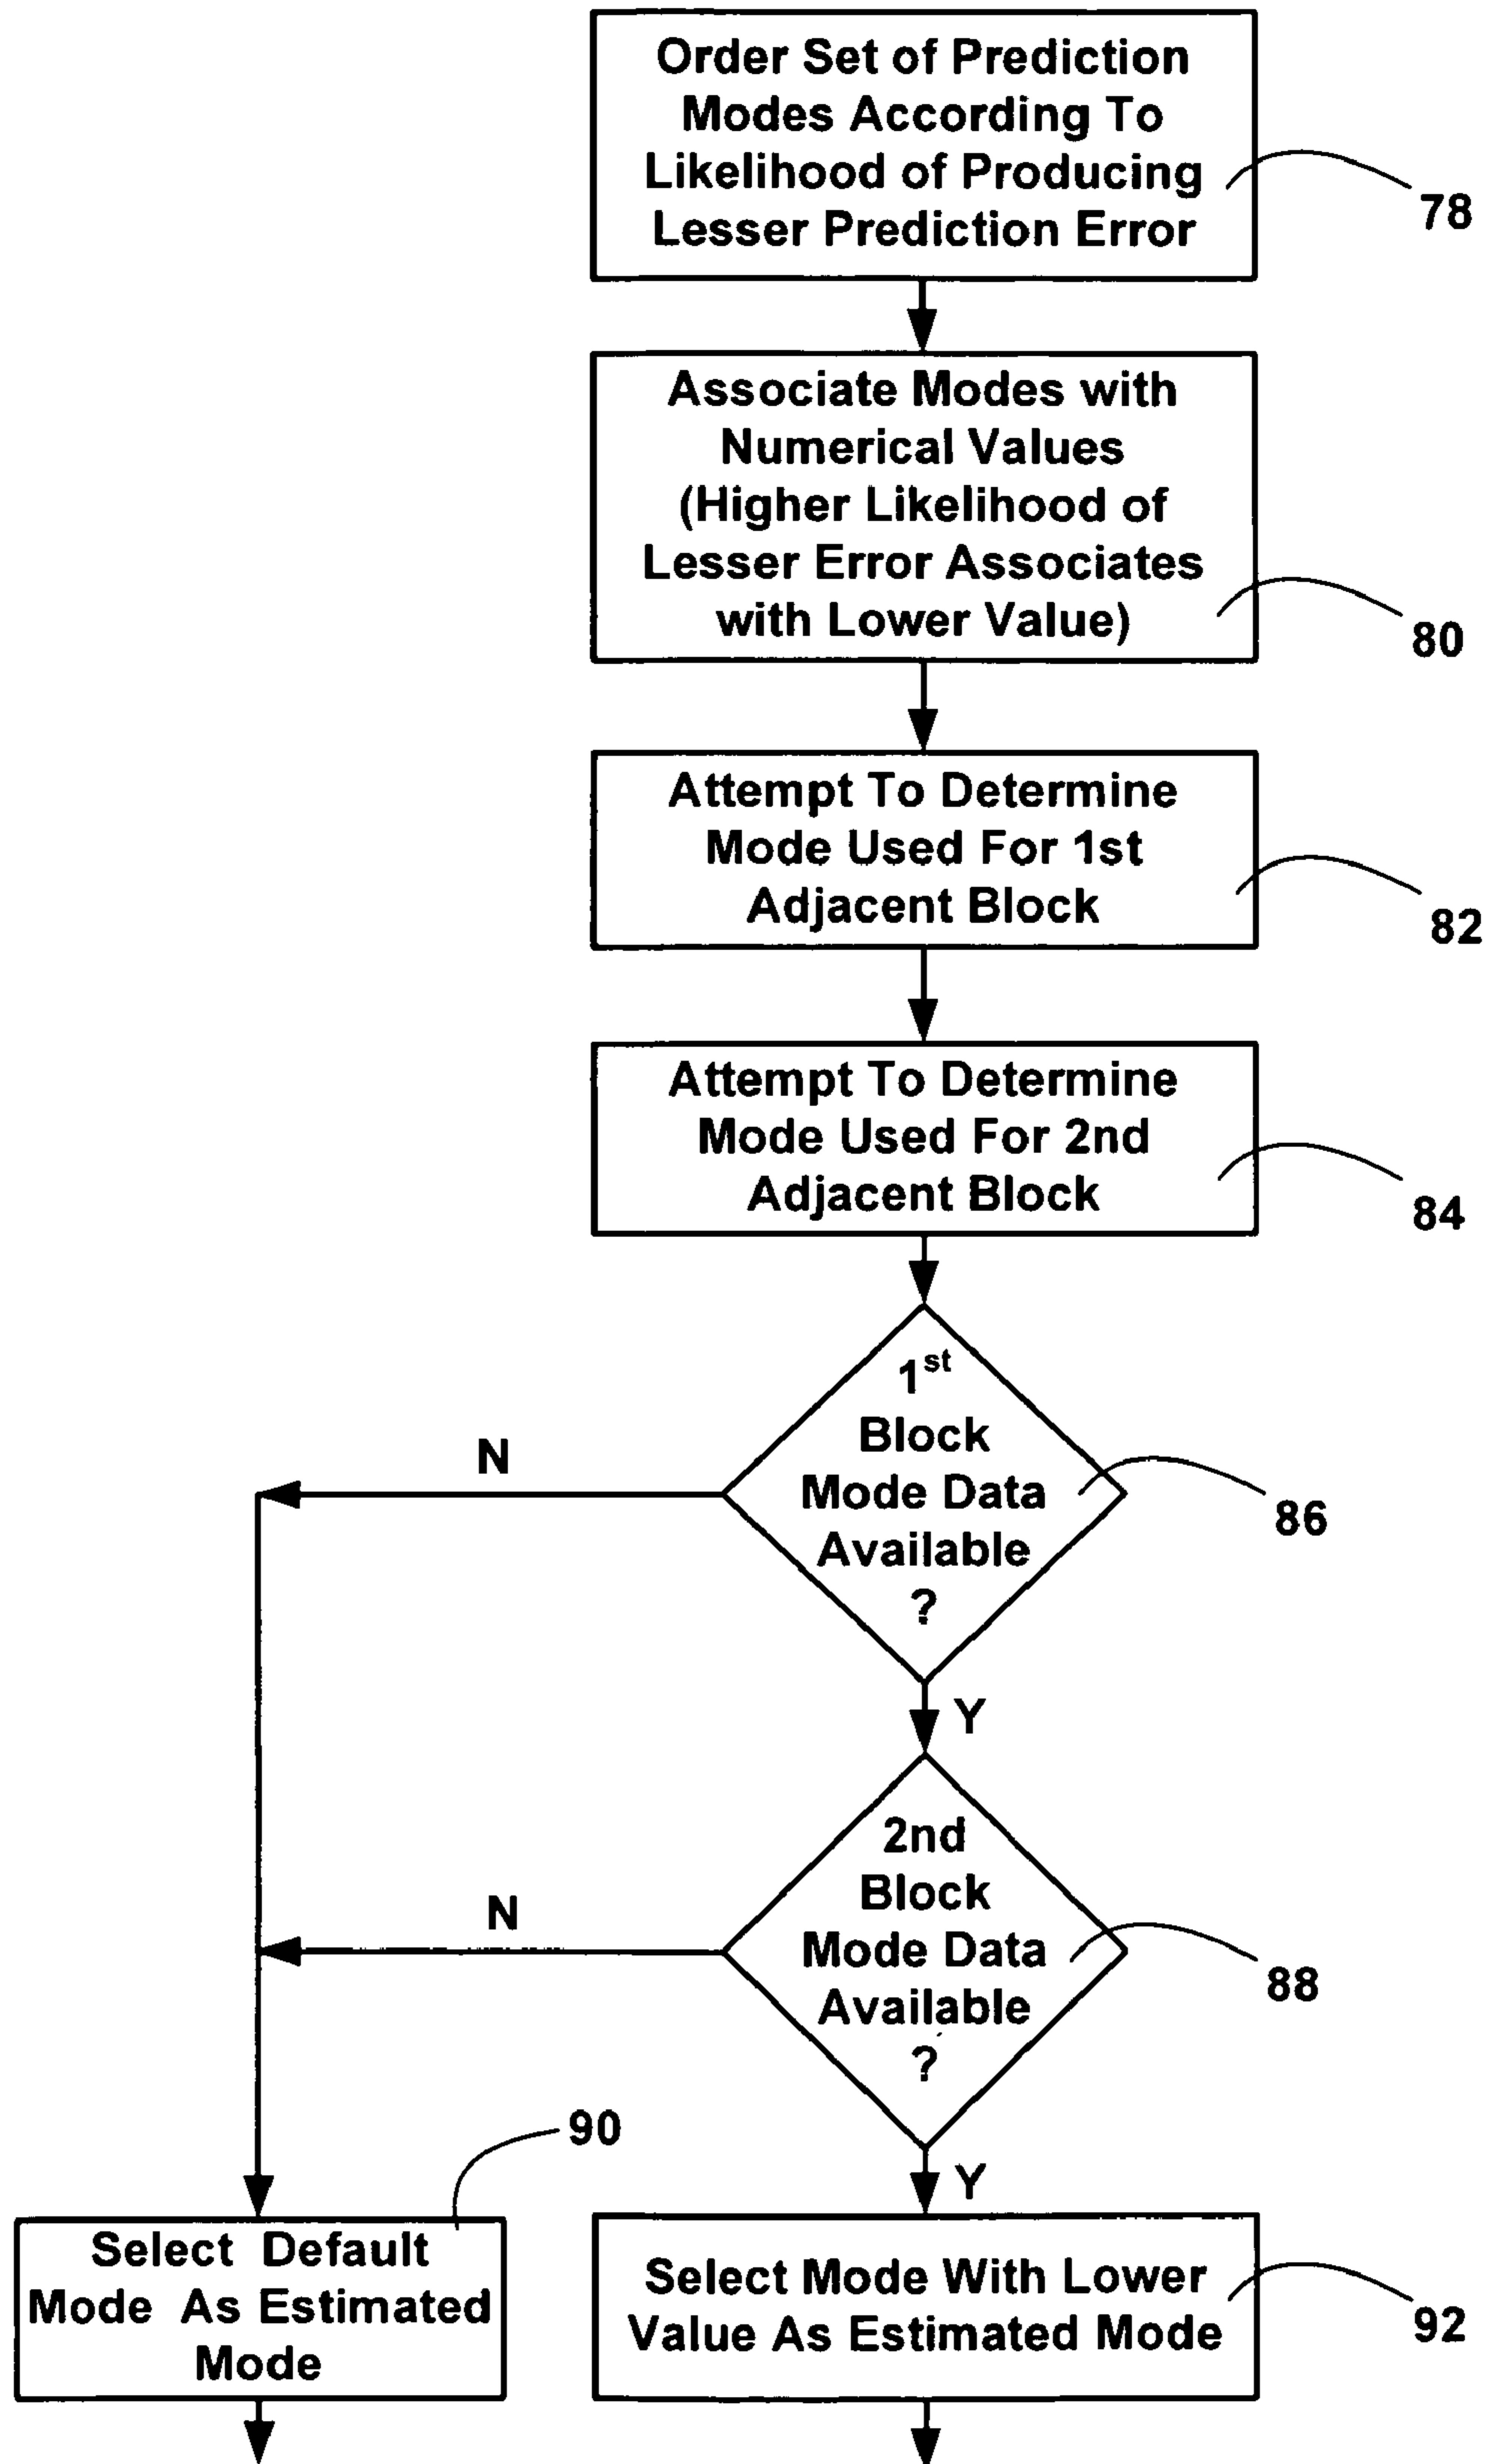 Order Set of Prediction
Modes According To
Likelihood of Producing
Lesser Prediction Error
78
Associate Modes with
Numerical Values
(Higher Likelihood of
Lesser Error Associates
with Lower Value)
80
Attempt To Determine
Mode Used For 1st
Adjacent Block
82
Attempt To Determine
Mode Used For 2nd
Adjacent Block
84
1st
Block
Mode Data
Available
?
86
N
Y
2nd
Block
Mode Data
Available
?
88
N
Y
90
Select Default
Mode As Estimated
Mode
Select Mode With Lower
Value As Estimated Mode
92